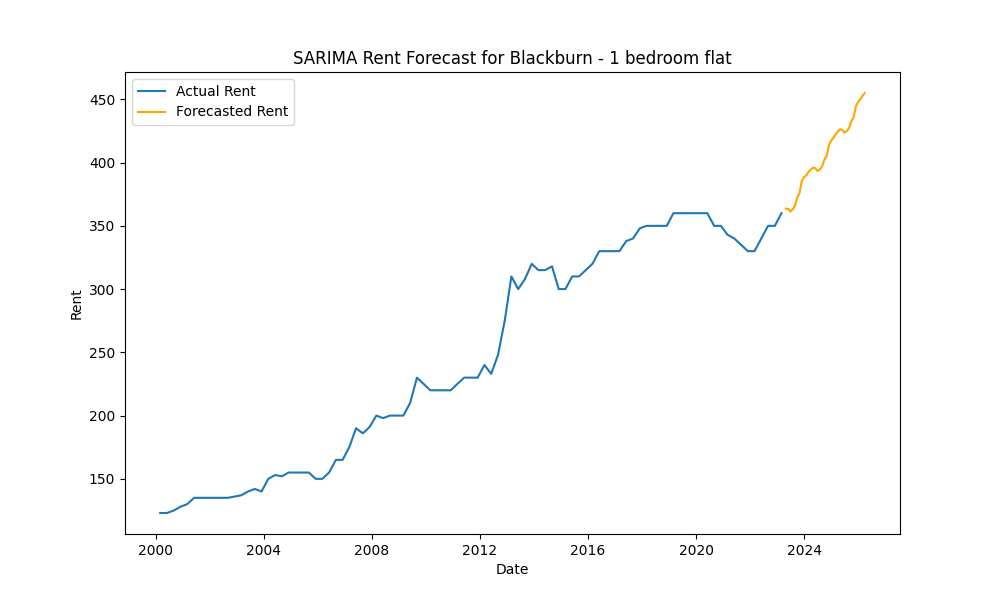 SARIMA Rent Forecast for Blackburn - 1 bedroom flat
Actual Rent
Forecasted Rent
450
400
350
300
250
200
150
Rent
2000 2004 2008 2012 2016 2020 2024
Date